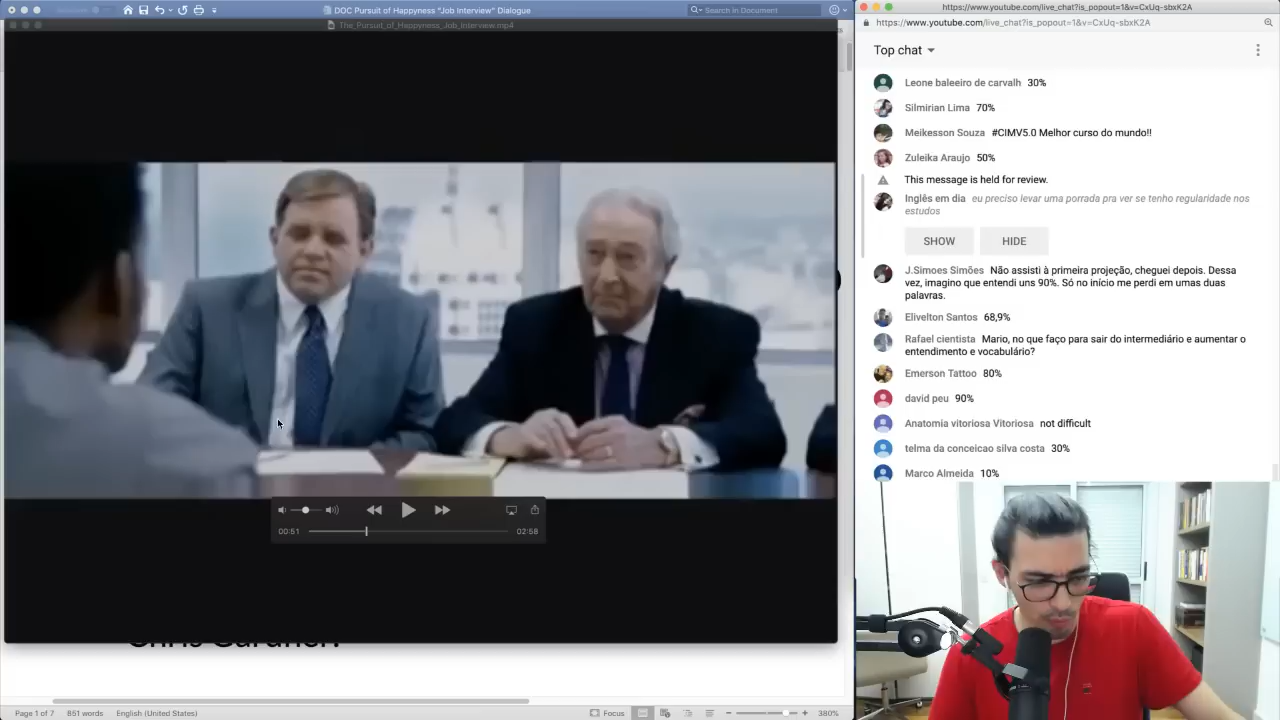 DOC Pursuit of Happyness "Job Interview" Dialogue
Search in Document
The_Pursuit_of_Happyness_Job_Interview.mp4
00:51
02:58
Chris Gardner:
Page 1 of 7
851 words
English (United States)
Focus
380%
https://www.youtube.com/live_chat?is_popout=1&v=CxUq-sbxK2A
https://www.youtube.com/live_chat?is_popout=1&v=CxUq-sbxK2A
Top chat
Leone baleeiro de carvalh 30%
Silmirian Lima 70%
Meikesson Souza #CIMV5.0 Melhor curso do mundo!!
Zuleika Araujo 50%
This message is held for review.
Inglês em dia eu preciso levar uma porrada pra ver se tenho regularidade nos
estudos
SHOW HIDE
J.Simoes Simões Não assisti à primeira projeção, cheguei depois. Dessa
vez, imagino que entendi uns 90%. Só no início me perdi em umas duas
palavras.
Elivelton Santos 68,9%
Rafael cientista Mario, no que faço para sair do intermediário e aumentar o
entendimento e vocabulário?
Emerson Tattoo 80%
david peu 90%
Anatomia vitoriosa Vitoriosa not difficult
telma da conceicao silva costa 30%
Marco Almeida 10%